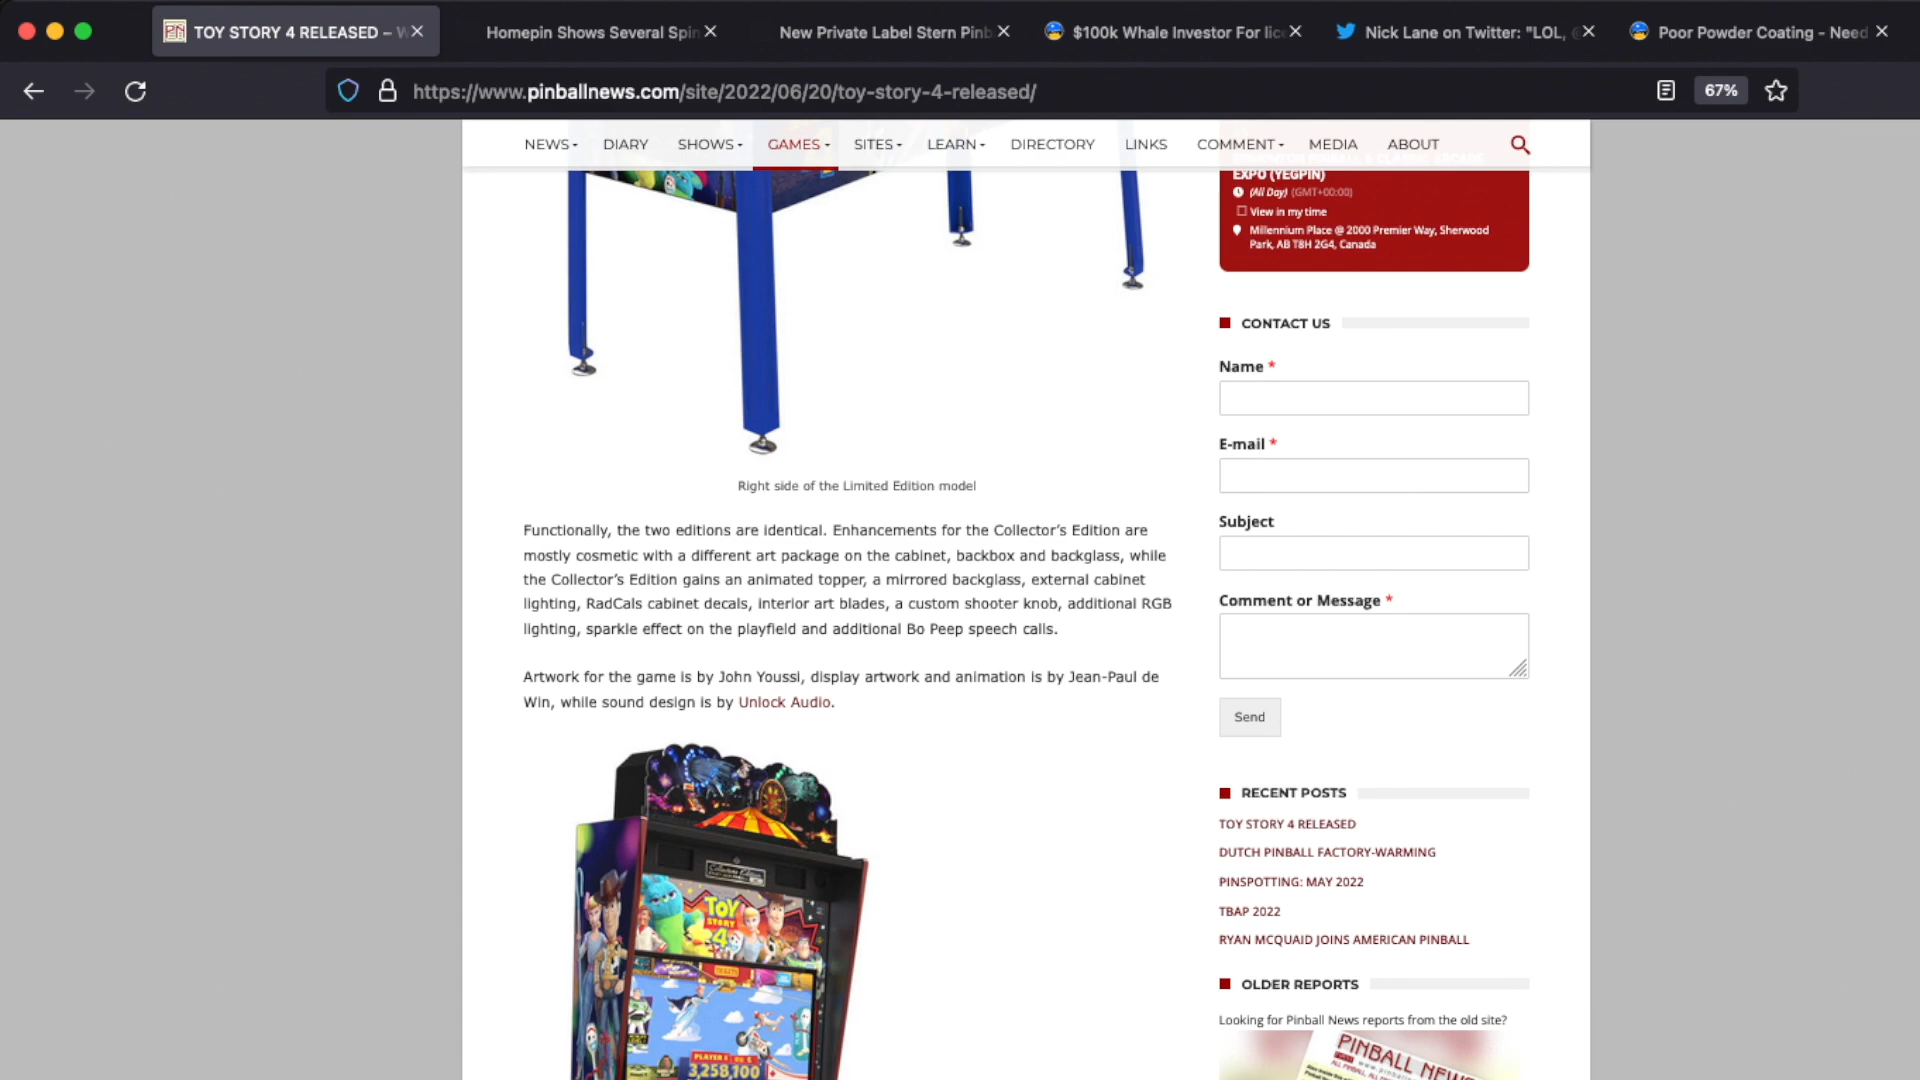 TOY STORY 4 RELEASED – W
Homepin Shows Several Spin
New Private Label Stern Pinb
$100k Whale Investor For lic
Nick Lane on Twitter: "LOL,
Poor Powder Coating - Need
https://www.pinballnews.com/site/2022/06/20/toy-story-4-released/
67%
NEWS DIARY SHOWS GAMES SITES LEARN DIRECTORY LINKS COMMENT MEDIA ABOUT
EXPO (YEGPIN)
(All Day) (GMT+00:00)
View in my time
Millennium Place @ 2000 Premier Way, Sherwood
Park, AB T8H 2G4, Canada
Right side of the Limited Edition model
Functionally, the two editions are identical. Enhancements for the Collector's Edition are
mostly cosmetic with a different art package on the cabinet, backbox and backglass, while
the Collector's Edition gains an animated topper, a mirrored backglass, external cabinet
lighting, RadCals cabinet decals, interior art blades, a custom shooter knob, additional RGB
lighting, sparkle effect on the playfield and additional Bo Peep speech calls.
Artwork for the game is by John Youssi, display artwork and animation is by Jean-Paul de
Win, while sound design is by Unlock Audio.
Collector's Edition
TOY
STORY
4
PLAYER 1
3,258,100
CONTACT US
Name *
E-mail *
Subject
Comment or Message *
Send
RECENT POSTS
TOY STORY 4 RELEASED
DUTCH PINBALL FACTORY-WARMING
PINSPOTTING: MAY 2022
TBAP 2022
RYAN MCQUAID JOINS AMERICAN PINBALL
OLDER REPORTS
Looking for Pinball News reports from the old site?
PINBALL NEWS